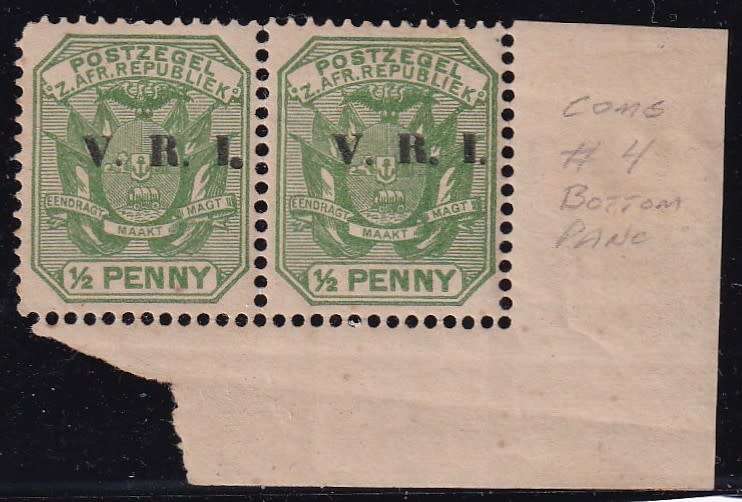 POSTZEGEL
Z. AFR. REPUBLIEK
V. R. I.
EENDRAGT MAAKT MAGT
½ PENNY
POSTZEGEL
Z. AFR. REPUBLIEK
V. R. I.
EENDRAGT MAAKT MAGT
½ PENNY
COMB
# 4
BOTTOM
PANE